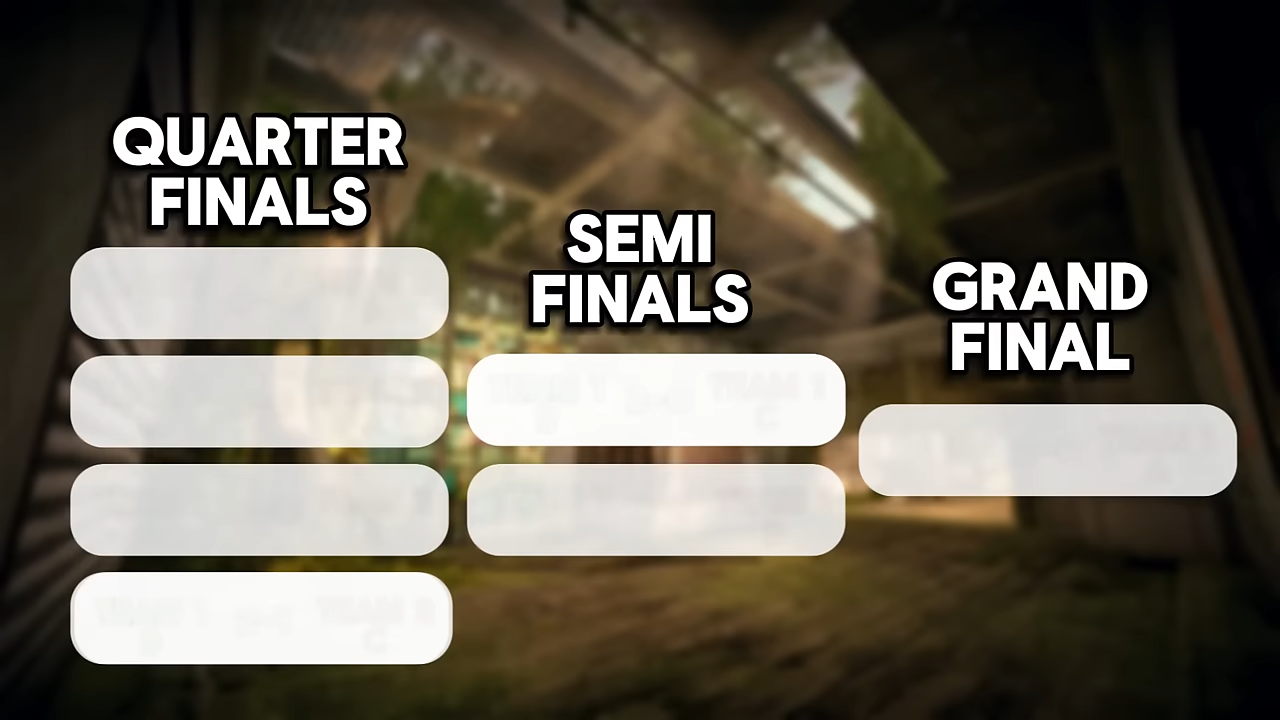 QUARTER
FINALS
SEMI
FINALS
GRAND
FINAL